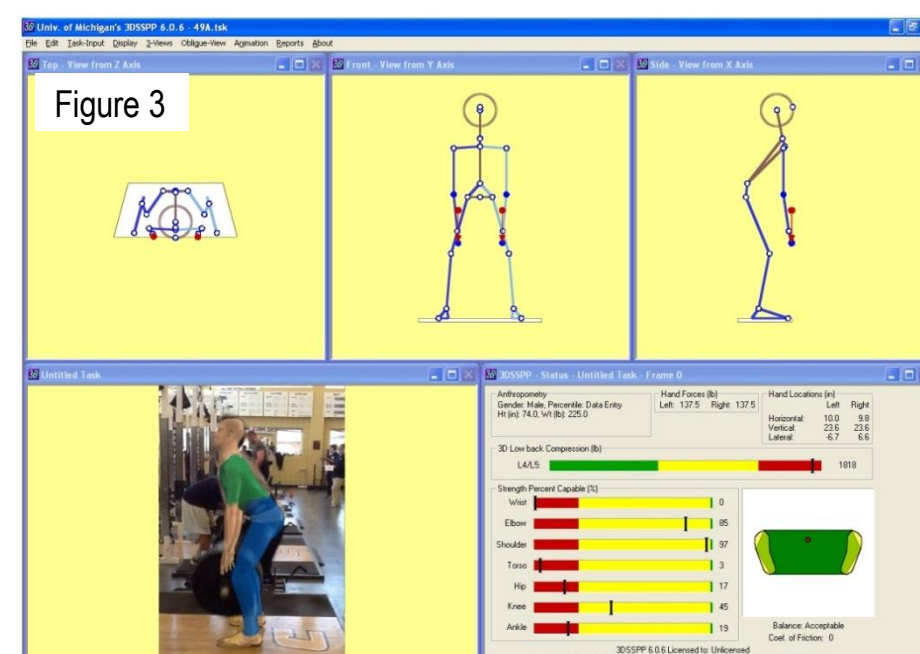 Univ. of Michigan's 3DSSPP 6.0.6 - 49A.tsk
File Edit Task-Input Display 3-Views Oblique-View Animation Reports About
Top - View from Z Axis
Front - View from Y Axis
Side - View from X Axis
Figure 3
Untitled Task
3DSSPP - Status - Untitled Task - Frame 0
Anthropometry
Gender: Male, Percentile: Data Entry
Ht (in): 74.0, Wt (lb): 225.0
Hand Forces (lb)
Left: 137.5 Right: 137.5
Hand Locations (in)
Left Right
Horizontal: 10.0 9.8
Vertical: 23.6 23.6
Lateral: -6.7 6.6
3D Low back Compression (lb)
L4/L5: 1818
Strength Percent Capable (%)
Wrist 0
Elbow 85
Shoulder 97
Torso 3
Hip 17
Knee 45
Ankle 19
Balance: Acceptable
Coef. of Friction: 0
3DSSPP 6.0.6 Licensed to: Unlicensed